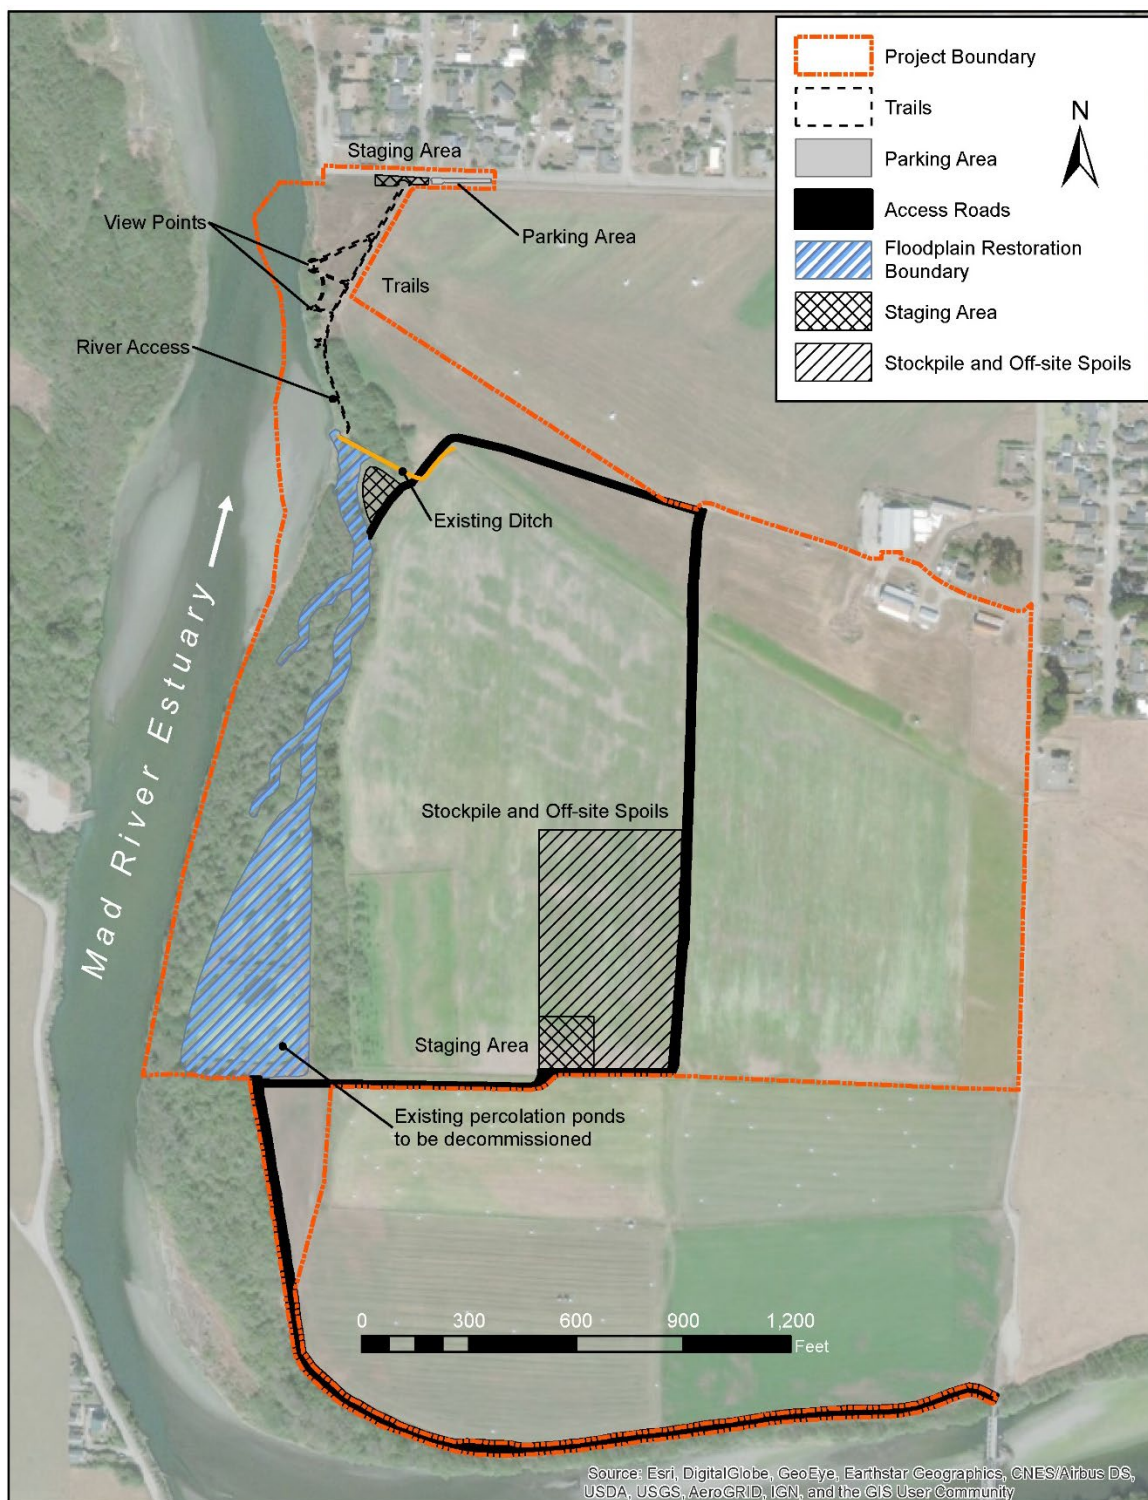 Project Boundary
Trails
Parking Area
Access Roads
Floodplain Restoration
Boundary
Staging Area
Stockpile and Off-site Spoils
N
Staging Area
Parking Area
View Points
Trails
River Access
Existing Ditch
Mad River Estuary
Stockpile and Off-site Spoils
Staging Area
Existing percolation ponds
to be decommissioned
0 300 600 900 1,200
Feet
Source: Esri, DigitalGlobe, GeoEye, Earthstar Geographics, CNES/Airbus DS,
USDA, USGS, AeroGRID, IGN, and the GIS User Community